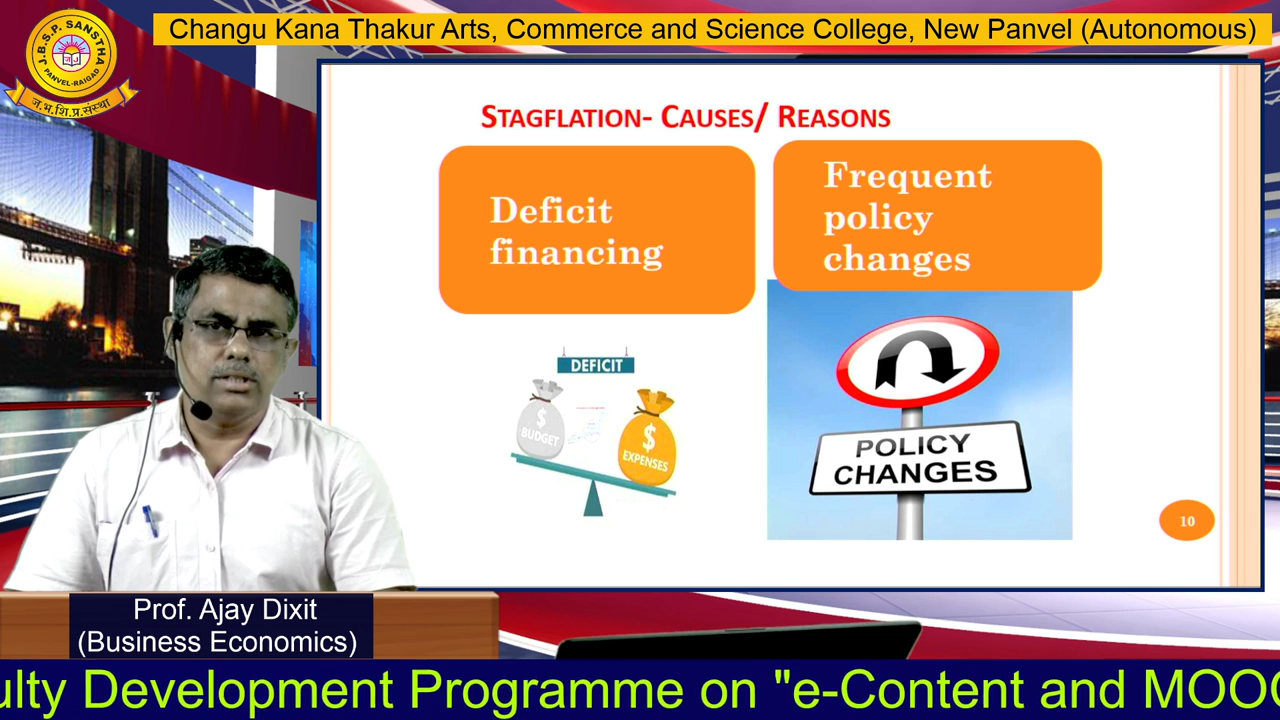 Changu Kana Thakur Arts, Commerce and Science College, New Panvel (Autonomous)
J.B.S.P. SANSTHA
PANVEL-RAIGAD
ज.भ.शि.प्र.संस्था
STAGFLATION- CAUSES/ REASONS
Deficit
financing
Frequent
policy
changes
DEFICIT
$
BUDGET
$
EXPENSES
POLICY
CHANGES
10
Prof. Ajay Dixit
(Business Economics)
ulty Development Programme on "e-Content and MOOC